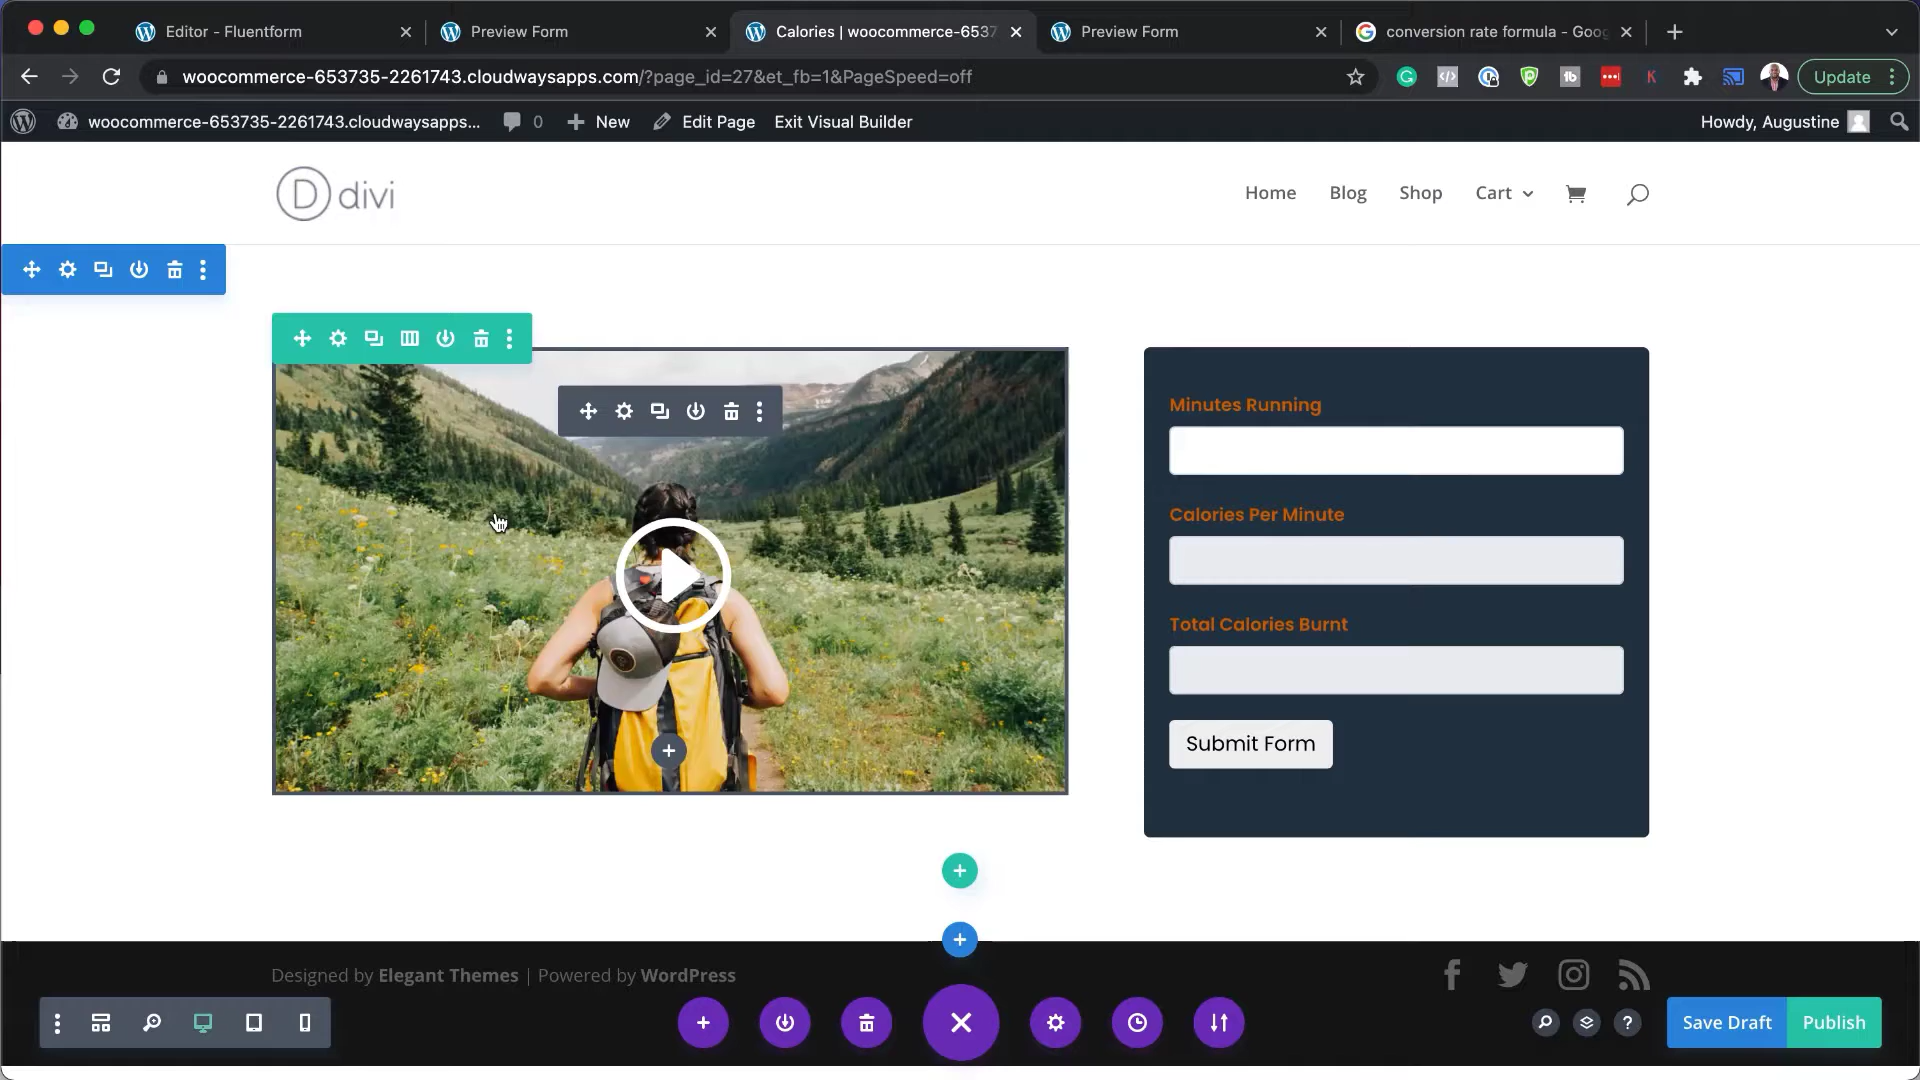 Editor - Fluentform
Preview Form
Calories | woocommerce-6537
Preview Form
conversion rate formula - Goog
woocommerce-653735-2261743.cloudwaysapps.com/?page_id=27&et_fb=1&PageSpeed=off
Update
woocommerce-653735-2261743.cloudwaysapps...
0
New
Edit Page
Exit Visual Builder
Howdy, Augustine
D divi
Home
Blog
Shop
Cart
Minutes Running
Calories Per Minute
Total Calories Burnt
Submit Form
Designed by Elegant Themes | Powered by WordPress
Save Draft
Publish